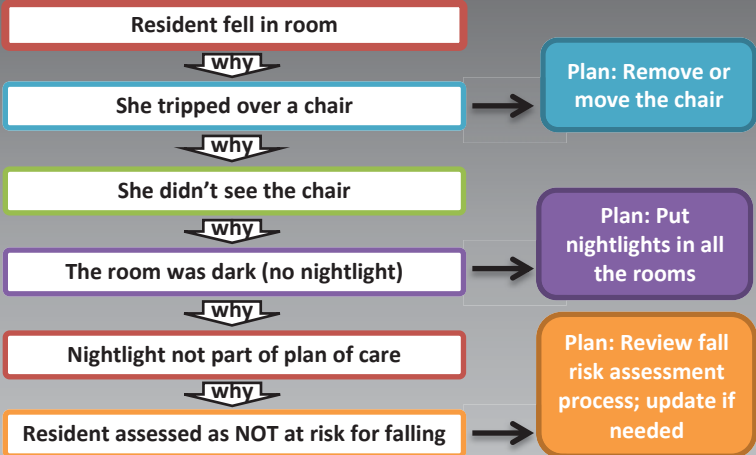 Resident fell in room
why
She tripped over a chair
Plan: Remove or
move the chair
why
She didn’t see the chair
why
The room was dark (no nightlight)
Plan: Put
nightlights in all
the rooms
why
Nightlight not part of plan of care
why
Resident assessed as NOT at risk for falling
Plan: Review fall
risk assessment
process; update if
needed